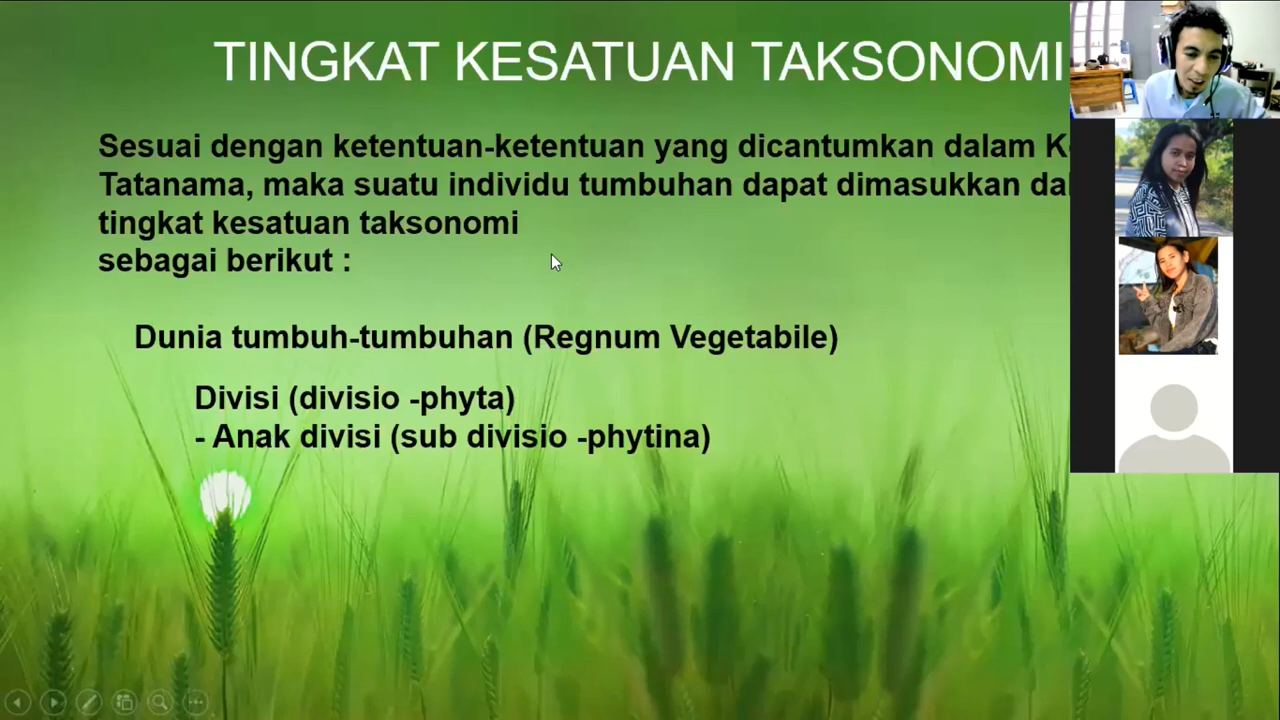 TINGKAT KESATUAN TAKSONOMI
Sesuai dengan ketentuan-ketentuan yang dicantumkan dalam
Tatanama, maka suatu individu tumbuhan dapat dimasukkan
tingkat kesatuan taksonomi
sebagai berikut :
Dunia tumbuh-tumbuhan (Regnum Vegetabile)
Divisi (divisio -phyta)
- Anak divisi (sub divisio -phytina)